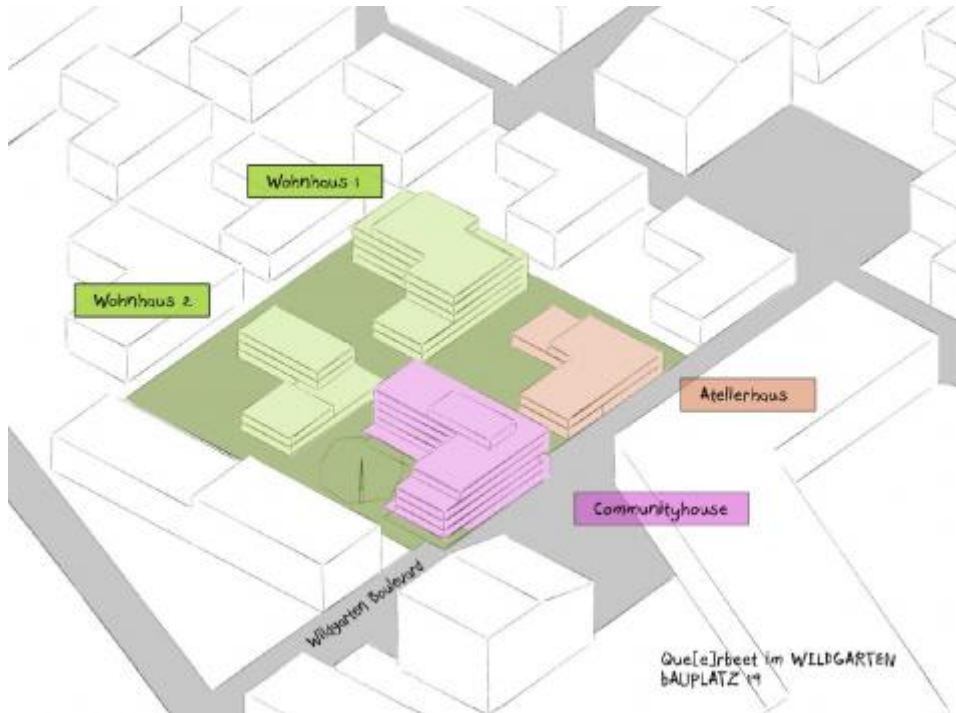 Wohnhaus 1
Wohnhaus 2
Atelierhaus
Communityhouse
Wildgarten Boulevard
Que[e]rbeet im WILDGARTEN
bAUPLATZ 19